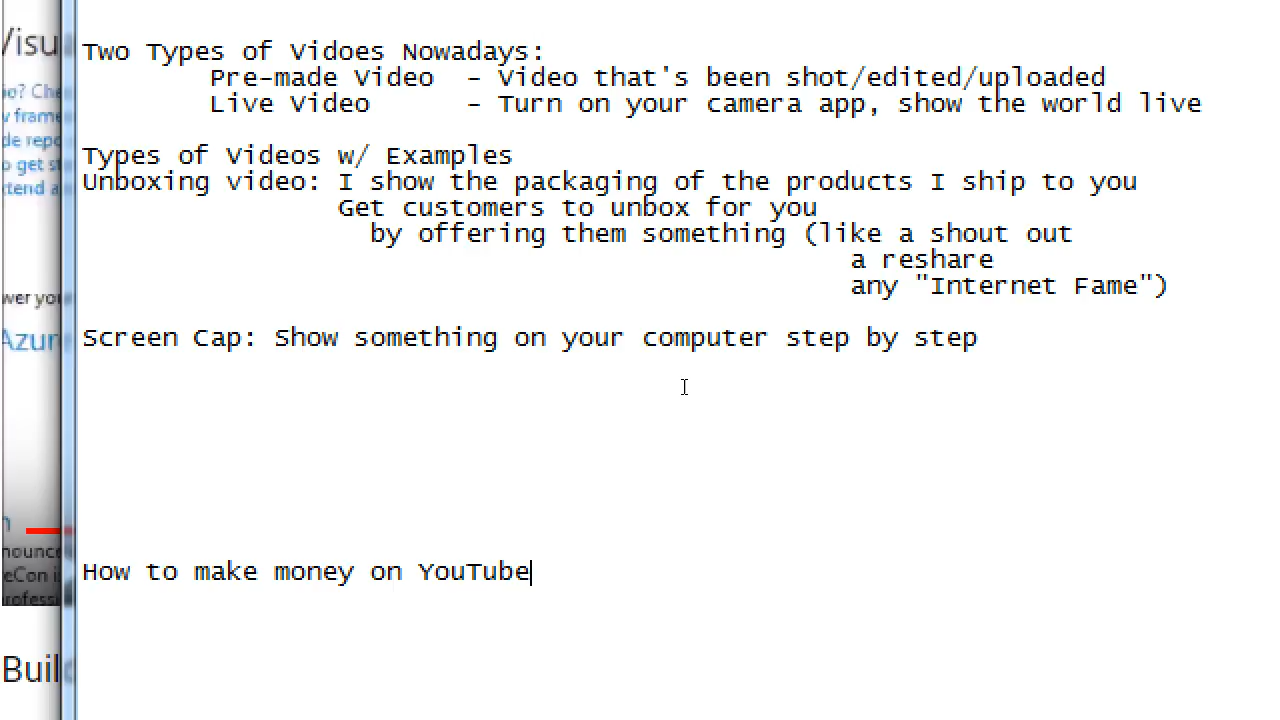 Two Types of Vidoes Nowadays:
Pre-made Video - Video that's been shot/edited/uploaded
Live Video - Turn on your camera app, show the world live
Types of Videos w/ Examples
Unboxing video: I show the packaging of the products I ship to you
Get customers to unbox for you
by offering them something (like a shout out
a reshare
any "Internet Fame")
Screen Cap: Show something on your computer step by step
How to make money on YouTube